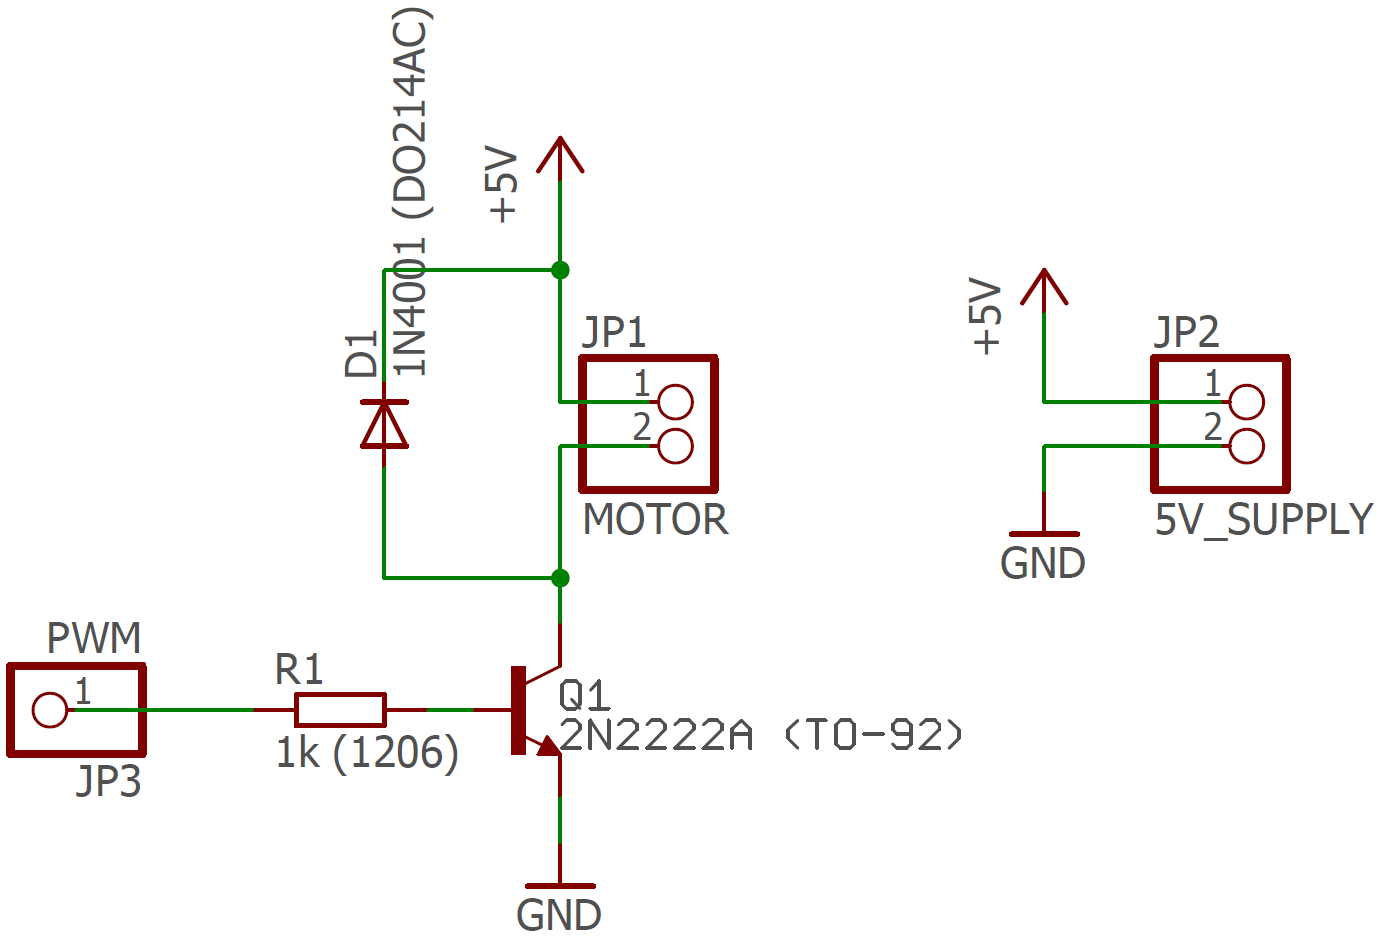 1N4001 (DO214AC)
+5V
D1
JP1
1
2
MOTOR
+5V
JP2
1
2
5V_SUPPLY
GND
PWM
1
JP3
R1
1k (1206)
Q1
2N2222A (TO-92)
GND